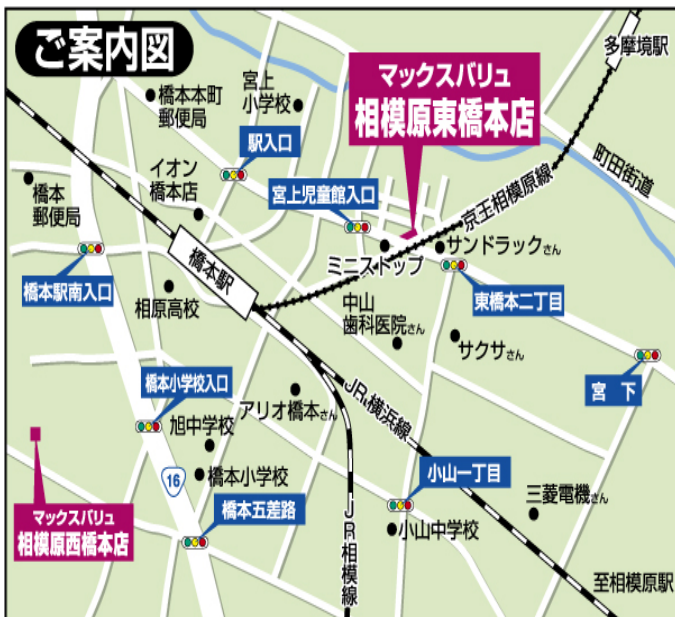 ご案内図
多摩境駅
マックスバリュ
相模原東橋本店
宮上
小学校
橋本本町
郵便局
駅入口
町田街道
イオン
橋本店
橋本
郵便局
宮上児童館入口
京王相模原線
ミニストップ
サンドラックさん
橋本駅
橋本駅南入口
相原高校
東橋本二丁目
中山
歯科医院さん
サクサさん
橋本小学校入口
アリオ橋本さん
JR横浜線
宮 下
旭中学校
橋本小学校
16
小山一丁目
三菱電機さん
マックスバリュ
相模原西橋本店
橋本五差路
小山中学校
JR相模線
至相模原駅